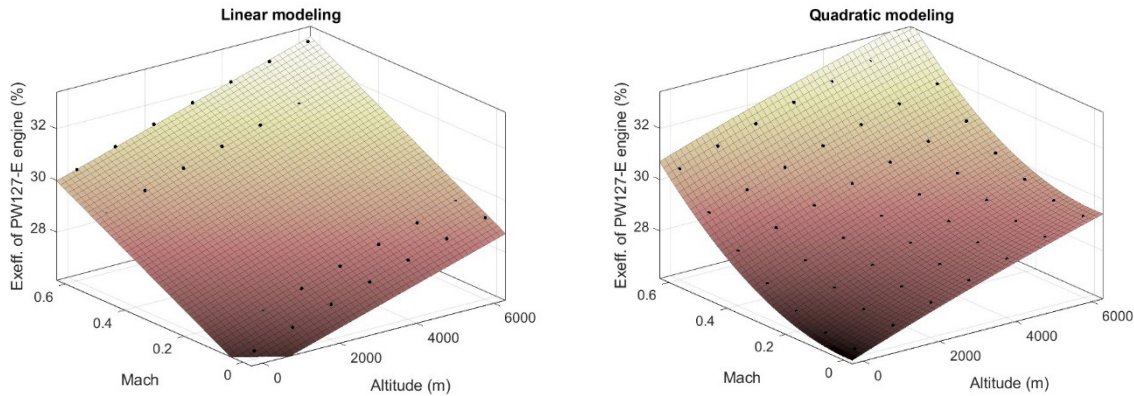 Linear modeling
Exeff. of PW127-E engine (%)
32
30
28
0.6
0.4
0.2
0
Mach
0
2000
4000
6000
Altitude (m)
Quadratic modeling
Exeff. of PW127-E engine (%)
32
30
28
0.6
0.4
0.2
0
Mach
0
2000
4000
6000
Altitude (m)